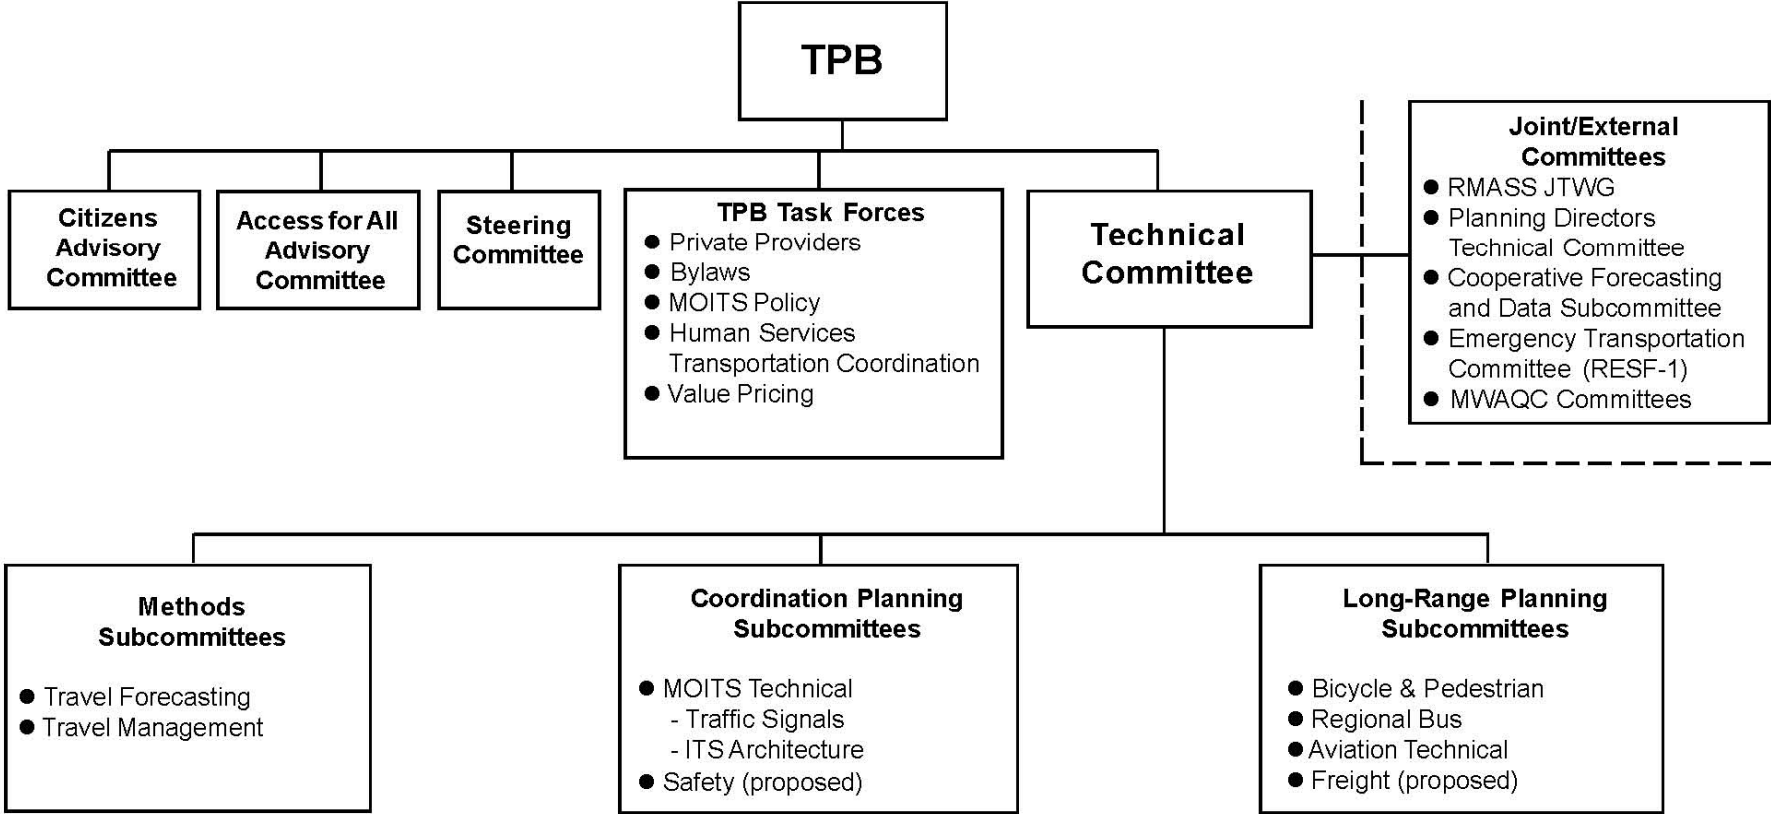 TPB
Citizens
Advisory
Committee
Access for All
Advisory
Committee
Steering
Committee
TPB Task Forces
● Private Providers
● Bylaws
● MOITS Policy
● Human Services
Transportation Coordination
● Value Pricing
Technical
Committee
Joint/External
Committees
● RMASS JTWG
● Planning Directors
Technical Committee
● Cooperative Forecasting
and Data Subcommittee
● Emergency Transportation
Committee (RESF-1)
● MWAQC Committees
Methods
Subcommittees
● Travel Forecasting
● Travel Management
Coordination Planning
Subcommittees
● MOITS Technical
- Traffic Signals
- ITS Architecture
● Safety (proposed)
Long-Range Planning
Subcommittees
● Bicycle & Pedestrian
● Regional Bus
● Aviation Technical
● Freight (proposed)